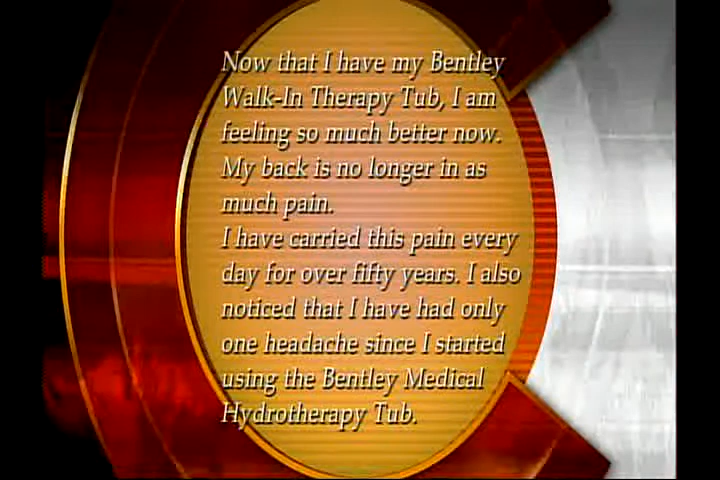 Now that I have my Bentley
Walk-In Therapy Tub, I am
feeling so much better now.
My back is no longer in as
much pain.
I have carried this pain every
day for over fifty years. I also
noticed that I have had only
one headache since I started
using the Bentley Medical
Hydrotherapy Tub.